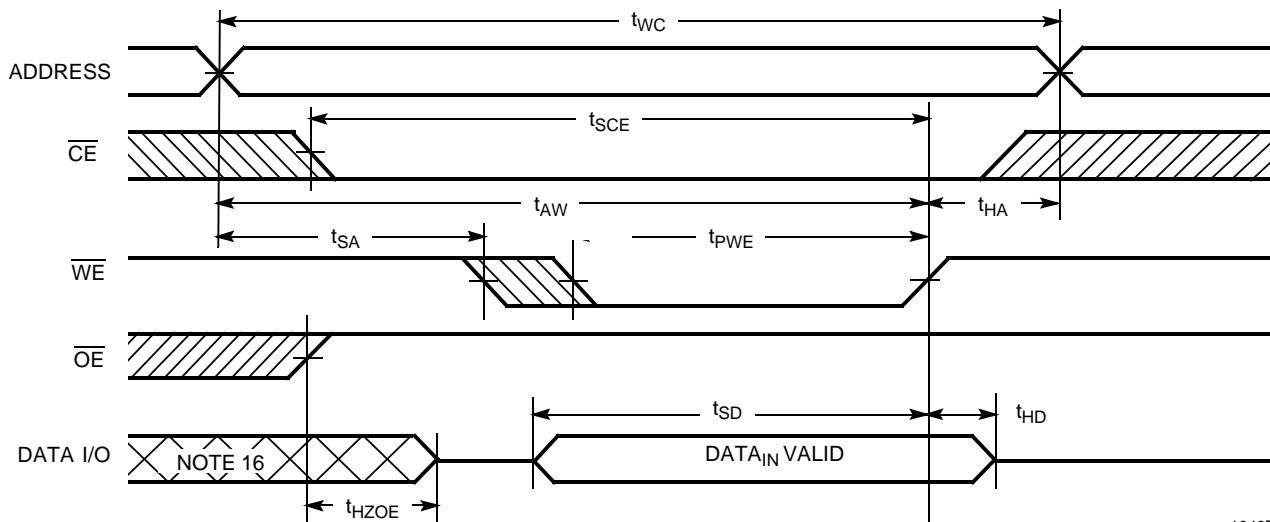 tWC
ADDRESS
tSCE
CE
tAW
tHA
tSA
tPWE
WE
OE
tSD
tHD
DATA I/O
NOTE 16
DATAIN VALID
tHZOE